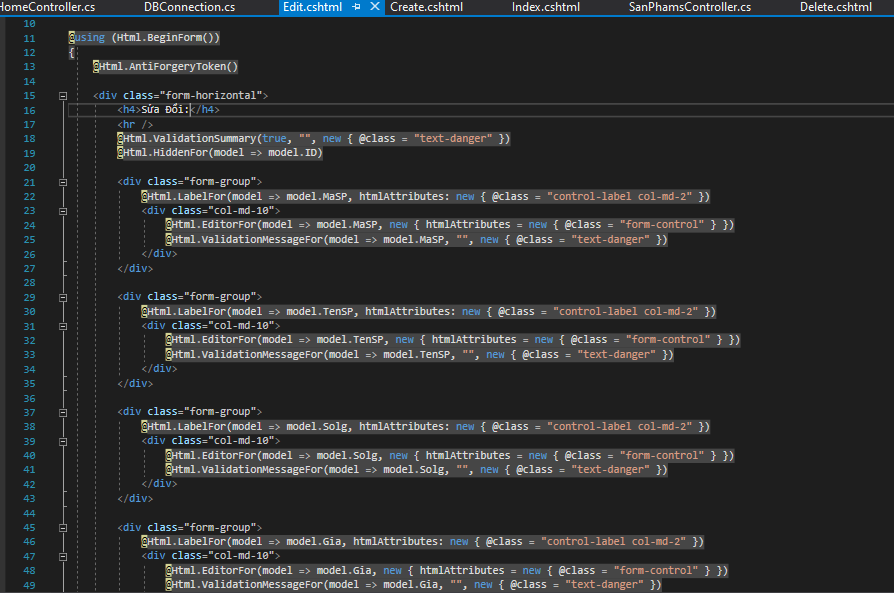 HomeController.cs DBConnection.cs Edit.cshtml Create.cshtml Index.cshtml SanPhamsController.cs Delete.cshtml
10
11 @using (Html.BeginForm())
12 {
13 @Html.AntiForgeryToken()
14
15 <div class="form-horizontal">
16 <h4>Sửa Đổi:</h4>
17 <hr />
18 @Html.ValidationSummary(true, "", new { @class = "text-danger" })
19 @Html.HiddenFor(model => model.ID)
20
21 <div class="form-group">
22 @Html.LabelFor(model => model.MaSP, htmlAttributes: new { @class = "control-label col-md-2" })
23 <div class="col-md-10">
24 @Html.EditorFor(model => model.MaSP, new { htmlAttributes = new { @class = "form-control" } })
25 @Html.ValidationMessageFor(model => model.MaSP, "", new { @class = "text-danger" })
26 </div>
27 </div>
28
29 <div class="form-group">
30 @Html.LabelFor(model => model.TenSP, htmlAttributes: new { @class = "control-label col-md-2" })
31 <div class="col-md-10">
32 @Html.EditorFor(model => model.TenSP, new { htmlAttributes = new { @class = "form-control" } })
33 @Html.ValidationMessageFor(model => model.TenSP, "", new { @class = "text-danger" })
34 </div>
35 </div>
36
37 <div class="form-group">
38 @Html.LabelFor(model => model.Solg, htmlAttributes: new { @class = "control-label col-md-2" })
39 <div class="col-md-10">
40 @Html.EditorFor(model => model.Solg, new { htmlAttributes = new { @class = "form-control" } })
41 @Html.ValidationMessageFor(model => model.Solg, "", new { @class = "text-danger" })
42 </div>
43 </div>
44
45 <div class="form-group">
46 @Html.LabelFor(model => model.Gia, htmlAttributes: new { @class = "control-label col-md-2" })
47 <div class="col-md-10">
48 @Html.EditorFor(model => model.Gia, new { htmlAttributes = new { @class = "form-control" } })
49 @Html.ValidationMessageFor(model => model.Gia, "", new { @class = "text-danger" })